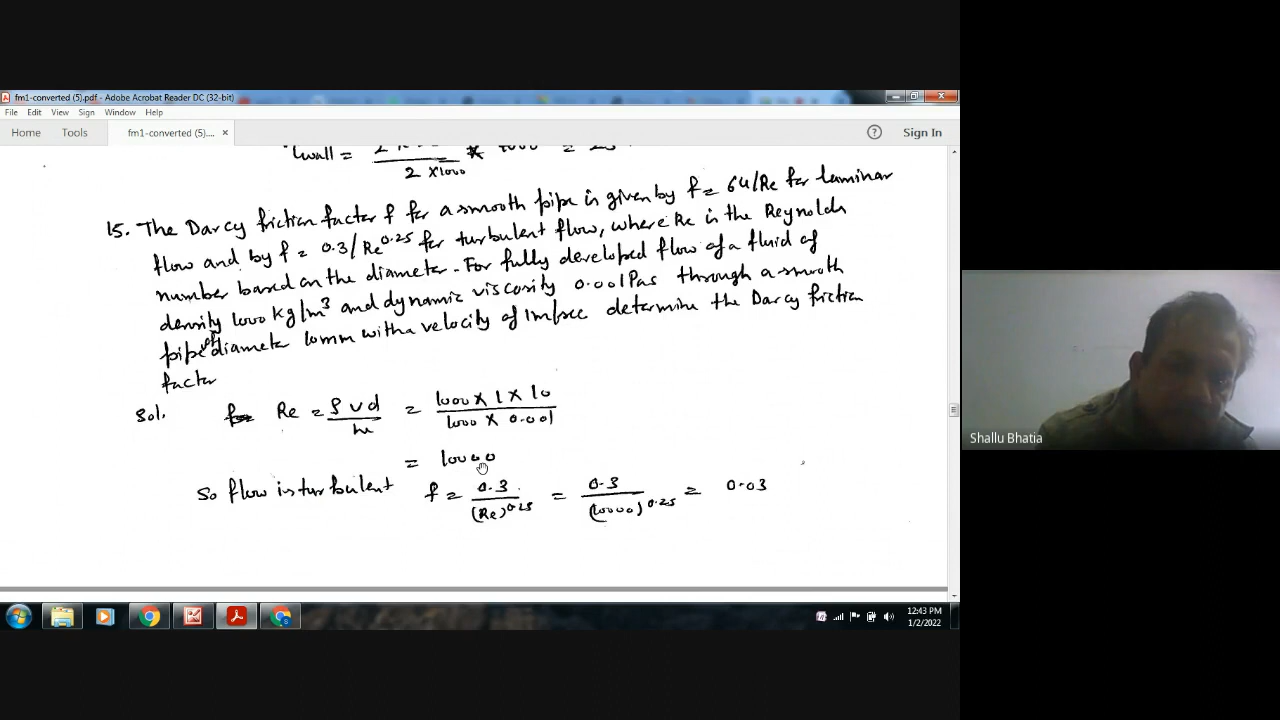 fm1-converted (5).pdf - Adobe Acrobat Reader DC (32-bit)
File Edit View Sign Window Help
Home Tools fm1-converted (5).... × ? Sign In
τwall =
2 × 1000
15. The Darcy friction factor f for a smooth pipe is given by f = 64/Re for laminar
flow and by f = 0.3/Re^0.25 for turbulent flow, where Re is the Reynolds
number based on the diameter. For fully developed flow of a fluid of
density 1000 kg/m³ and dynamic viscosity 0.001 Pas through a smooth
pipe of diameter 10mm with a velocity of 1m/sec determine the Darcy friction
factor
Sol. Re = ρvd/μ = 1000 × 1 × 10 / 1000 × 0.001
= 10000
So flow is turbulent f = 0.3/(Re)^0.25 = 0.3/(10000)^0.25 = 0.03
Shallu Bhatia
12:43 PM
1/2/2022